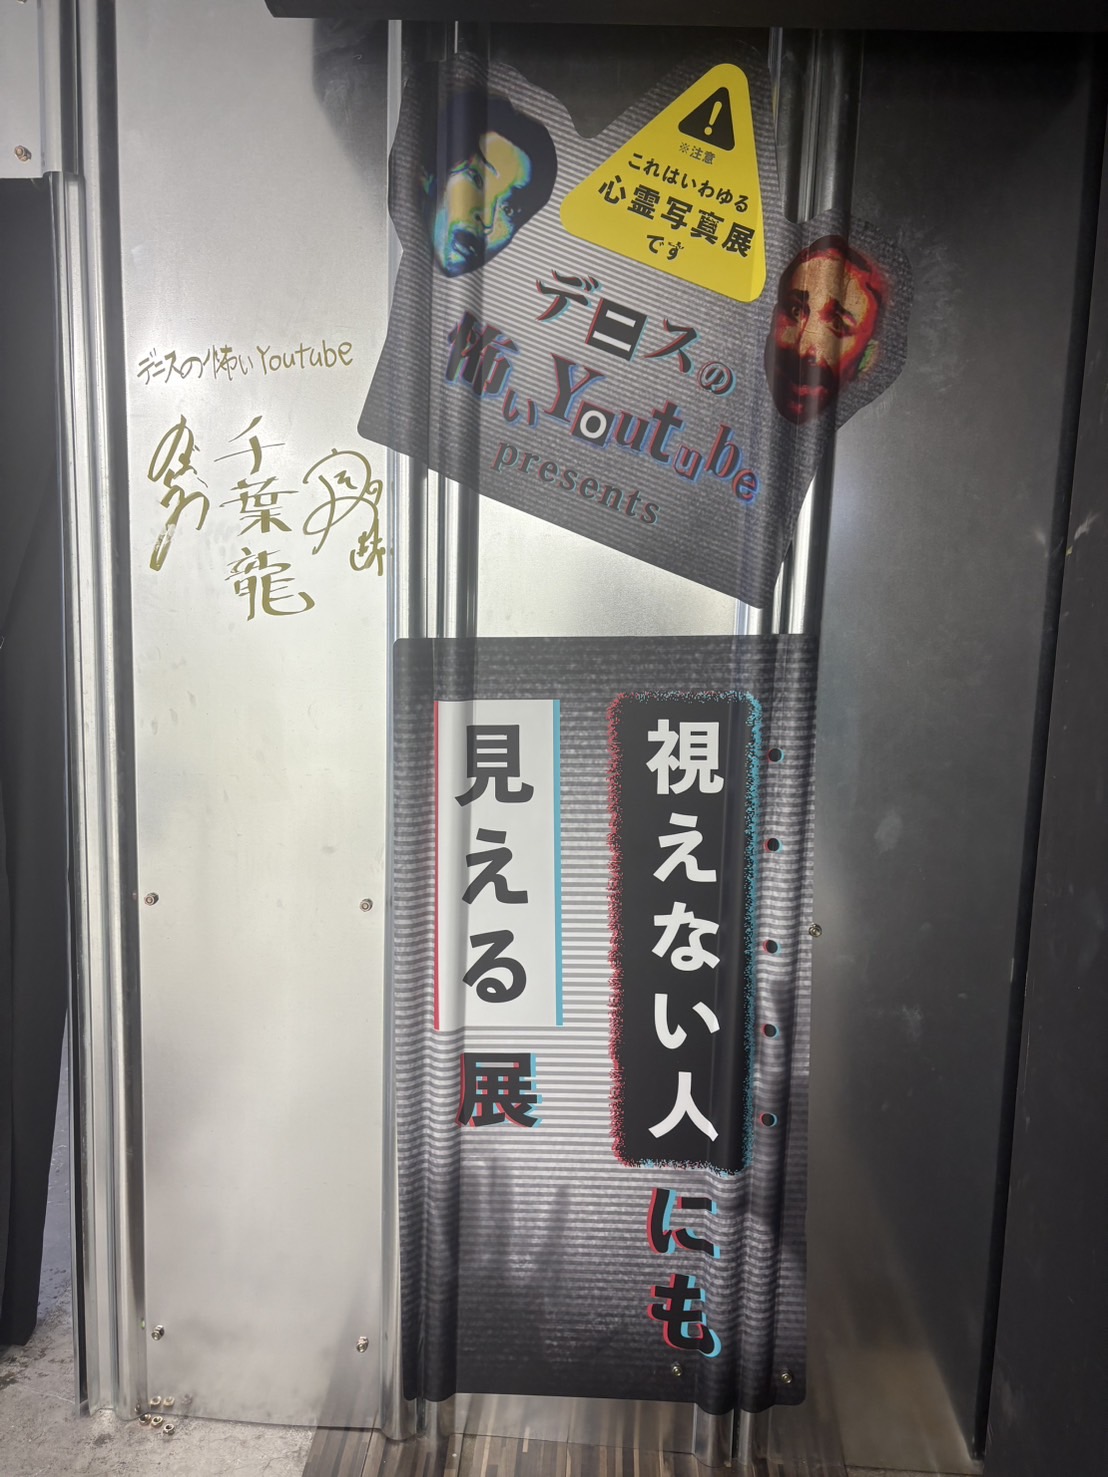 ※注意
これはいわゆる
心霊写真展
です
デニスの
怖いYoutube
presents
視えない人にも
見える展
デニスの怖いYoutube
千葉龍